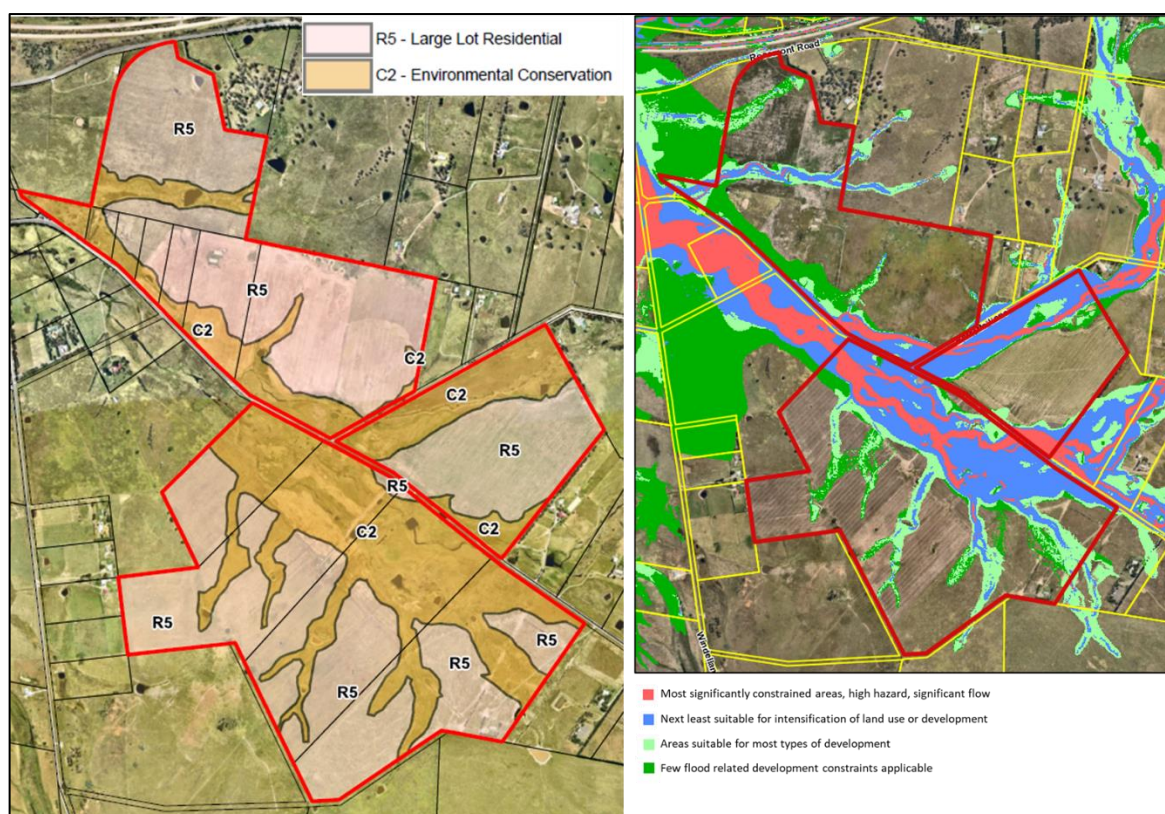 R5 - Large Lot Residential
C2 - Environmental Conservation
R5
R5
C2
C2
C2
R5
R5
C2
C2
R5
R5
R5
R5
Road
Most significantly constrained areas, high hazard, significant flow
Next least suitable for intensification of land use or development
Areas suitable for most types of development
Few flood related development constraints applicable